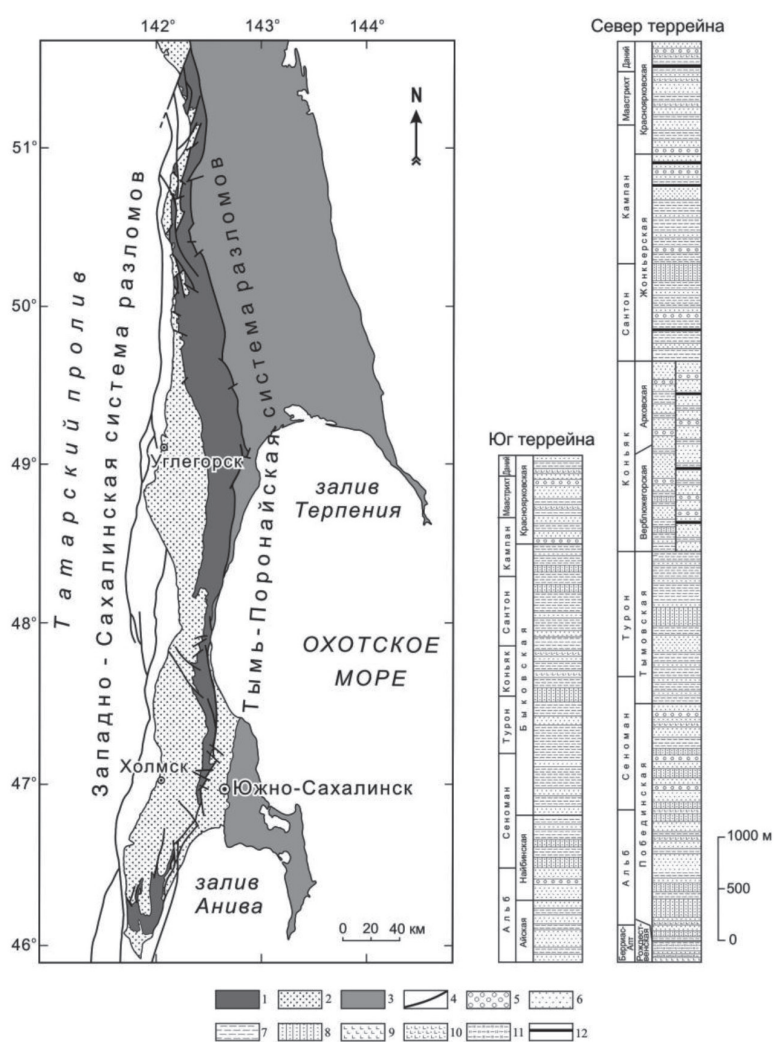 142° 143° 144°
51°
50°
49°
48°
47°
46°
N
Татарский пролив
Западно-Сахалинская система разломов
Тымь-Поронайская система разломов
Углегорск
залив
Терпения
ОХОТСКОЕ
МОРЕ
Холмск
Южно-Сахалинск
залив
Анива
0 20 40 км
Юг террейна
Даний
Маастрихт
Кампан
Сантон
Коньяк
Турон
Сеноман
Альб
Красноярковская
Быковская
Найбинская
Айская
Север террейна
Даний
Маастрихт
Кампан
Сантон
Коньяк
Турон
Сеноман
Альб
Берриас-
Апт
Красноярковская
Жонкьерская
Арковская
Верблюжегорская
Тымовская
Побединская
Рождест-
венская
1000 м
500
0
1 2 3 4 5 6
7 8 9 10 11 12